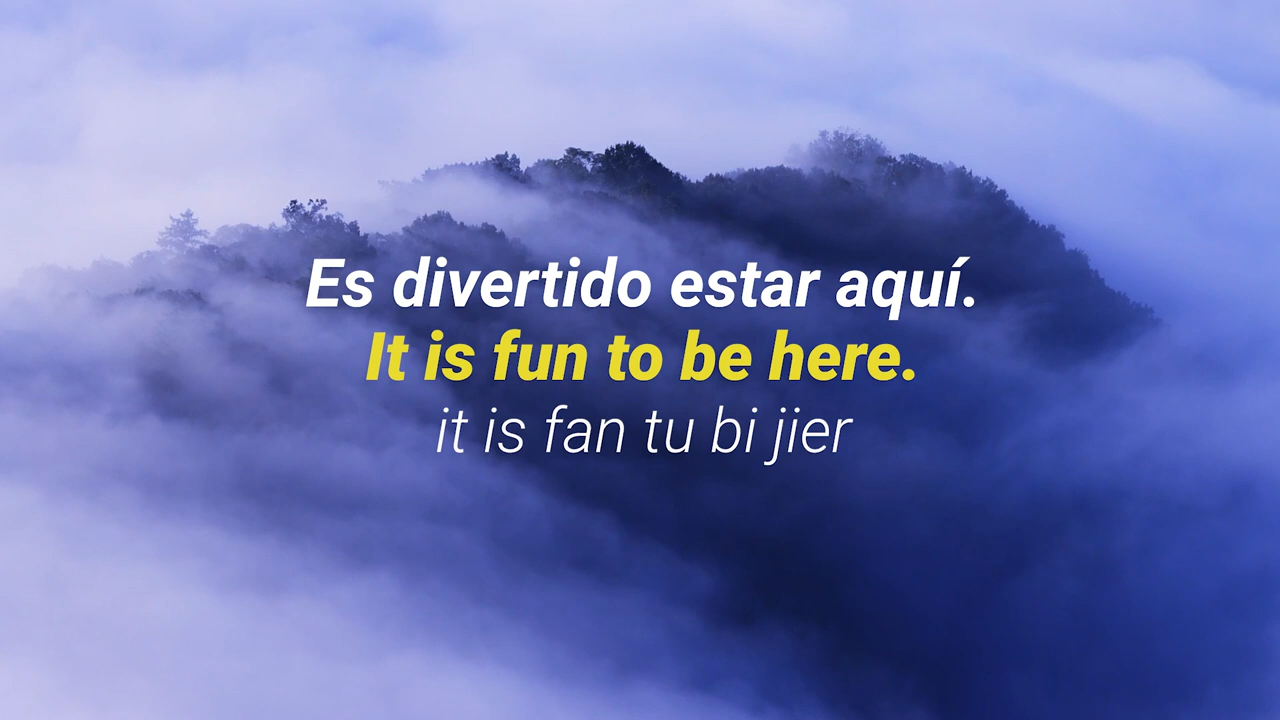 Es divertido estar aquí.
It is fun to be here.
it is fan tu bi jier